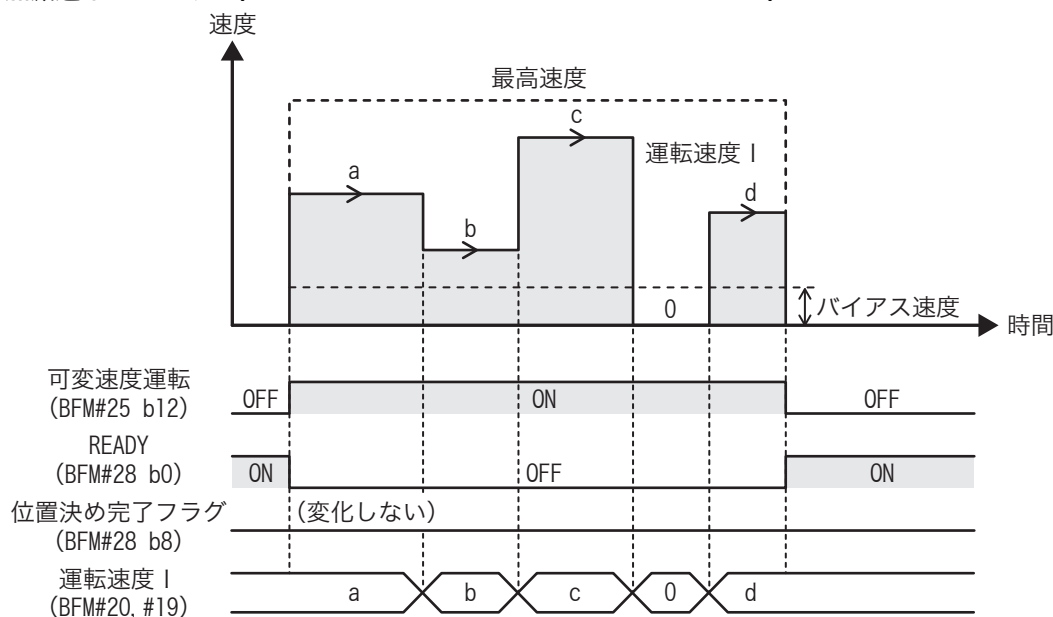 速度
最高速度
c
運転速度Ⅰ
a
d
b
0
バイアス速度
時間
可変速度運転
(BFM#25 b12)
OFF
ON
OFF
READY
(BFM#28 b0)
ON
OFF
ON
位置決め完了フラグ
(BFM#28 b8)
(変化しない)
運転速度Ⅰ
(BFM#20, #19)
a
b
c
0
d